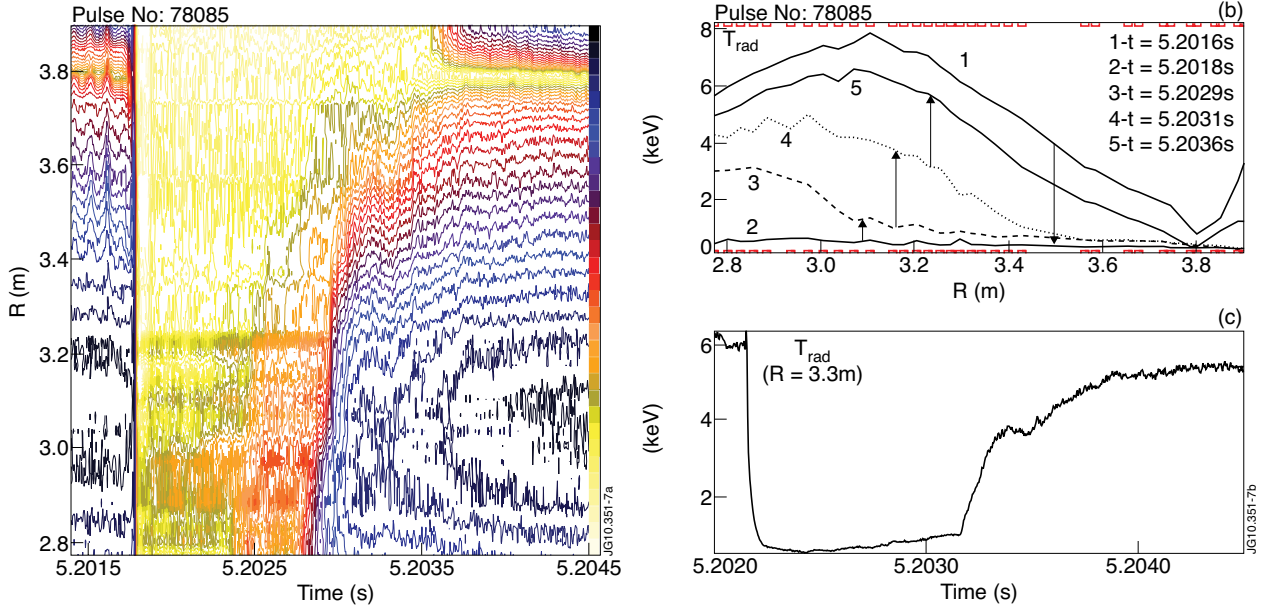 Pulse No: 78085
3.8
3.6
3.4
3.2
3.0
2.8
R (m)
5.2015
5.2025
5.2035
5.2045
Time (s)
JG10.351-7a
Pulse No: 78085
(b)
T_rad
8
6
4
2
0
(keV)
1
5
4
3
2
1-t = 5.2016s
2-t = 5.2018s
3-t = 5.2029s
4-t = 5.2031s
5-t = 5.2036s
2.8
3.0
3.2
3.4
3.6
3.8
R (m)
(c)
T_rad
(R = 3.3m)
6
4
2
(keV)
5.2020
5.2030
5.2040
Time (s)
JG10.351-7b